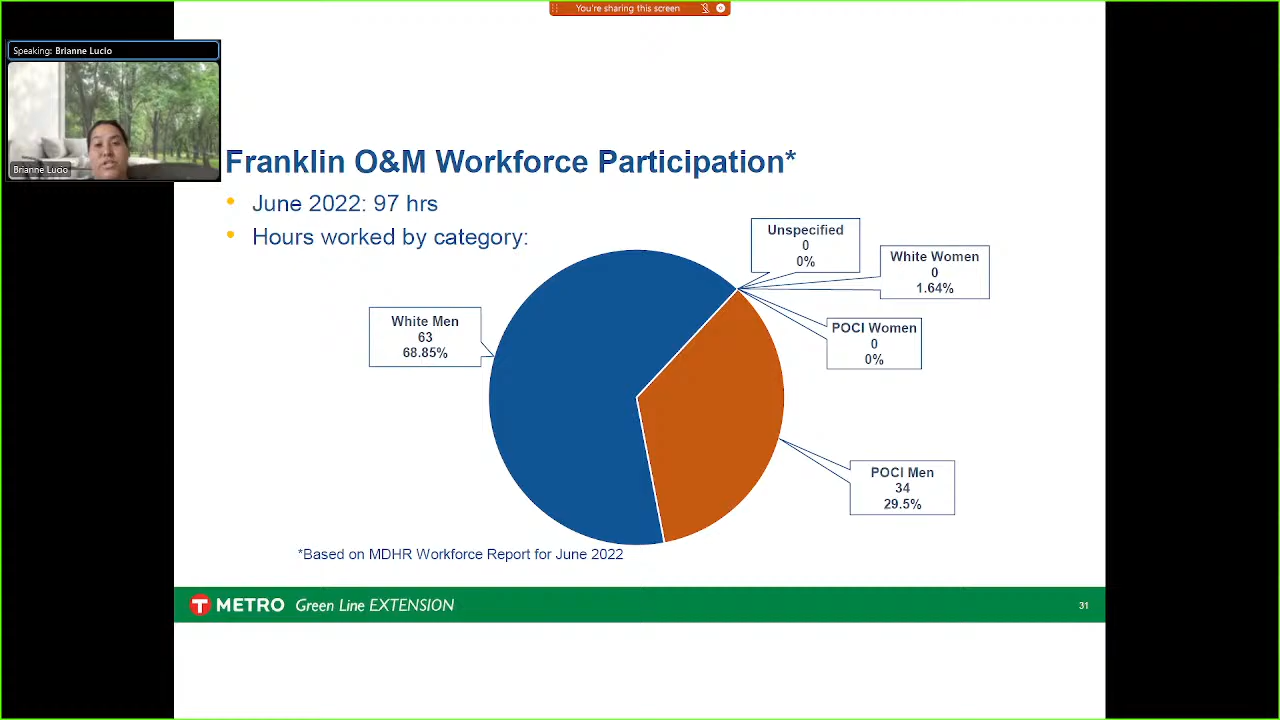 You're sharing this screen
Speaking: Brianne Lucio
Brianne Lucio
Franklin O&M Workforce Participation*
• June 2022: 97 hrs
• Hours worked by category:
Unspecified
0
0%
White Women
0
1.64%
White Men
63
68.85%
POCI Women
0
0%
POCI Men
34
29.5%
*Based on MDHR Workforce Report for June 2022
T METRO Green Line EXTENSION
31